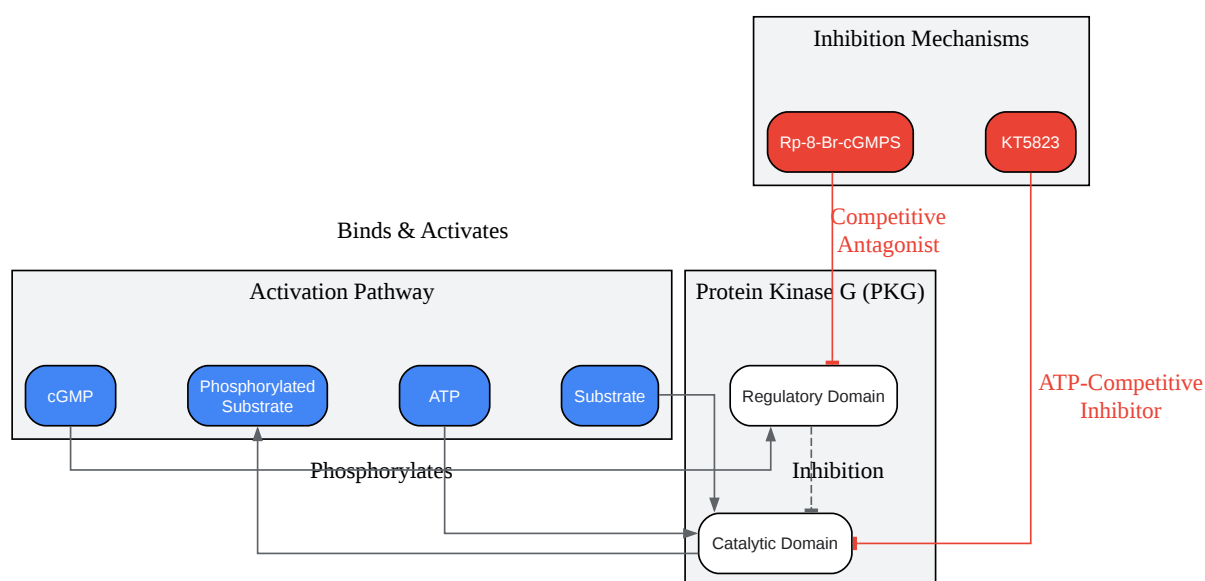 Inhibition Mechanisms
Rp-8-Br-cGMPS
KT5823
Competitive
Antagonist
Binds & Activates
Activation Pathway
Protein Kinase G (PKG)
cGMP
Phosphorylated
Substrate
ATP
Substrate
Regulatory Domain
ATP-Competitive
Inhibitor
Phosphorylates
Inhibition
Catalytic Domain